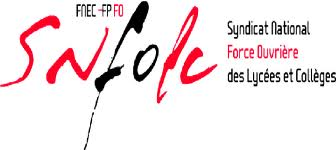 FNEC-FP FO
SNfolc
Syndicat National
Force Ouvrière
des Lycées et Collèges